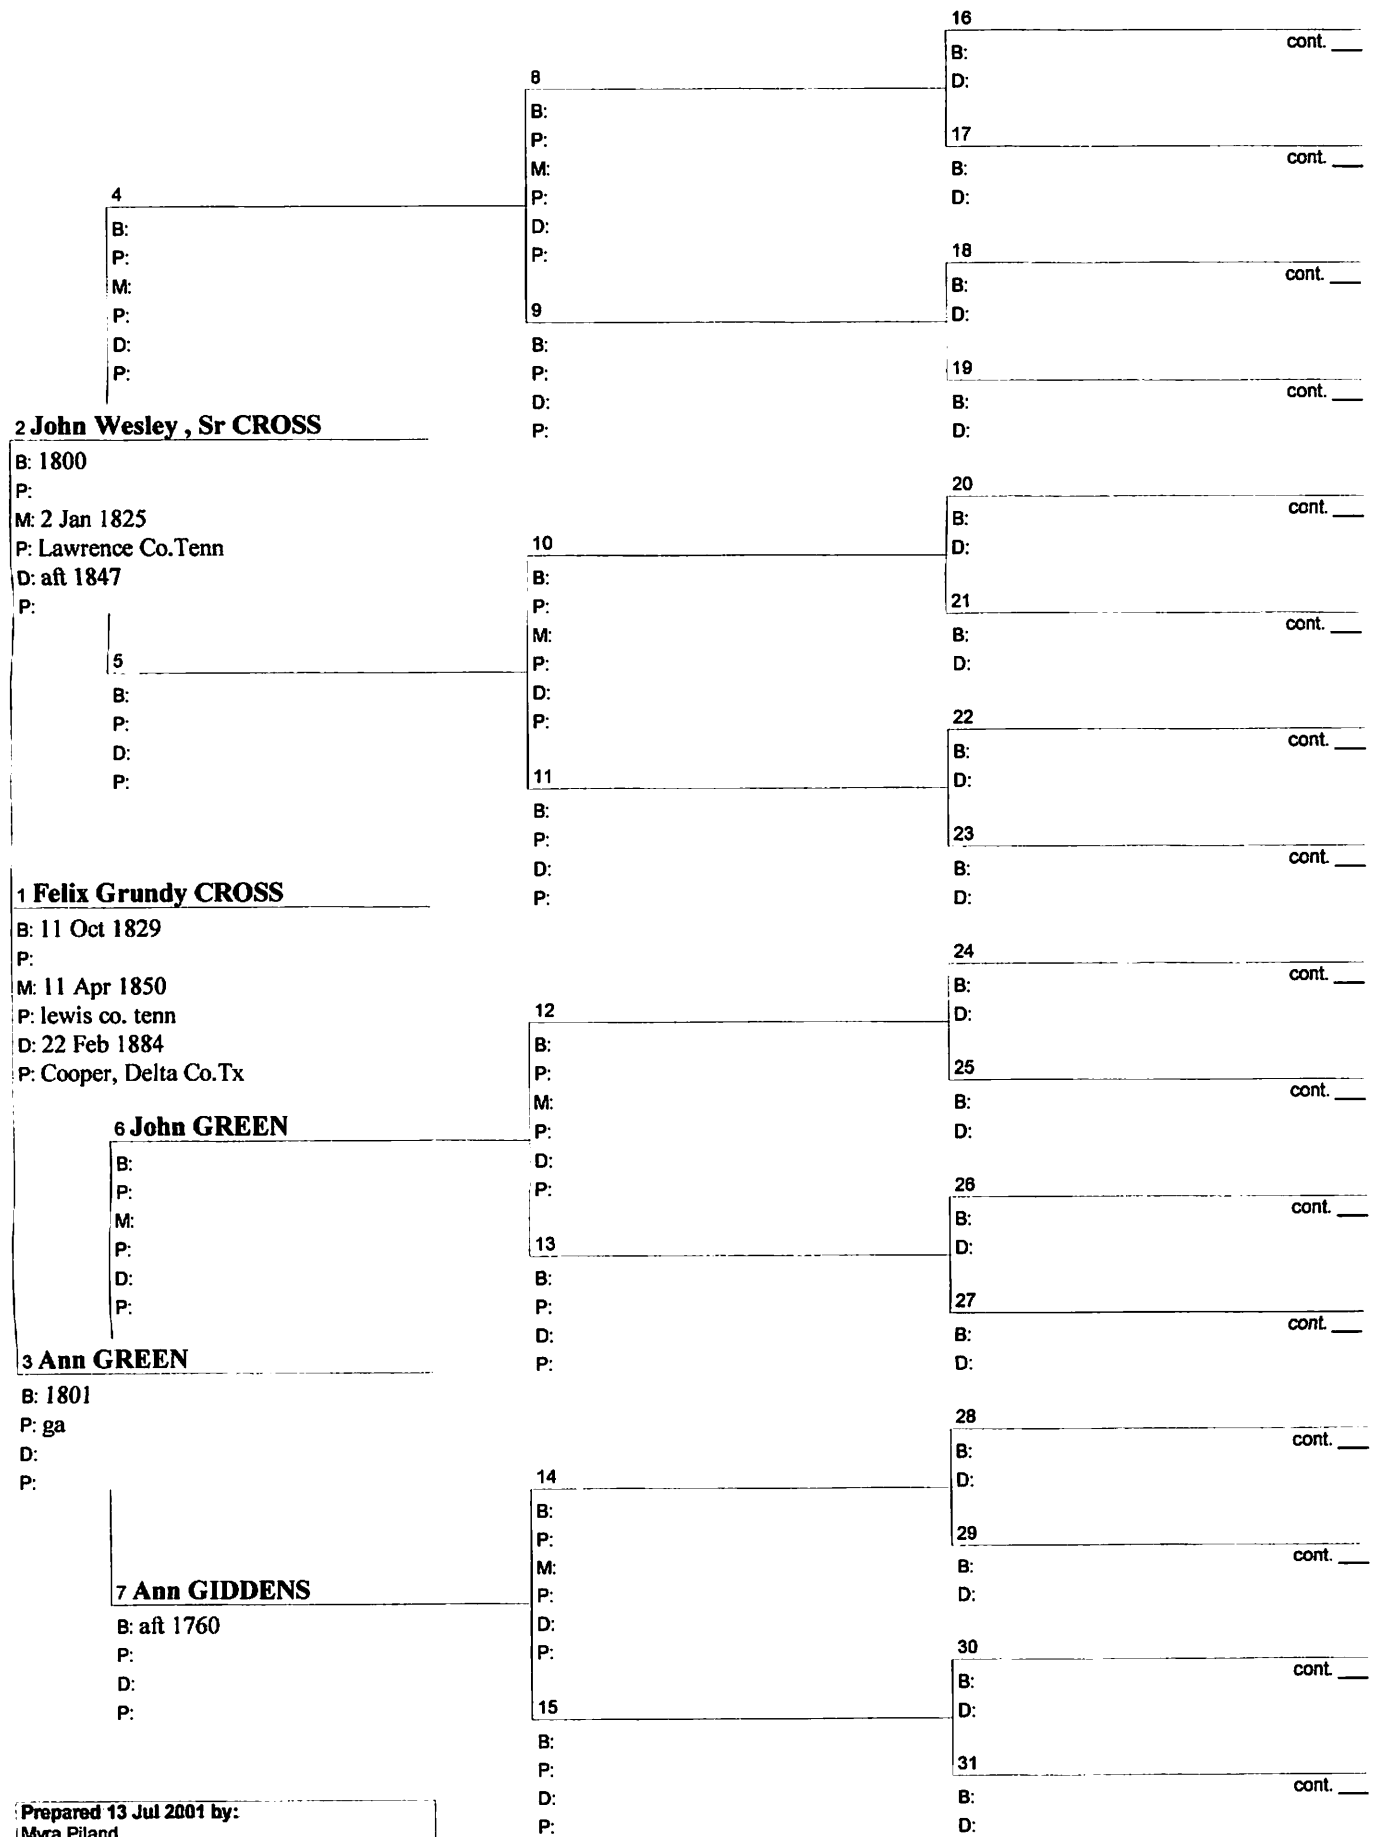 16
cont. ___
B:
D:
8
B:
P:
M:
P:
D:
P:
17
cont. ___
B:
D:
4
B:
P:
M:
P:
D:
P:
18
cont. ___
B:
D:
9
B:
P:
D:
P:
19
cont. ___
B:
D:
2 John Wesley , Sr CROSS
B: 1800
P:
M: 2 Jan 1825
P: Lawrence Co.Tenn
D: aft 1847
P:
20
cont. ___
B:
D:
10
B:
P:
M:
P:
D:
P:
21
cont. ___
B:
D:
5
B:
P:
D:
P:
22
cont. ___
B:
D:
11
B:
P:
D:
P:
23
cont. ___
B:
D:
1 Felix Grundy CROSS
B: 11 Oct 1829
P:
M: 11 Apr 1850
P: lewis co. tenn
D: 22 Feb 1884
P: Cooper, Delta Co.Tx
24
cont. ___
B:
D:
12
B:
P:
M:
P:
D:
P:
25
cont. ___
B:
D:
6 John GREEN
B:
P:
M:
P:
D:
P:
26
cont. ___
B:
D:
13
B:
P:
D:
P:
27
cont. ___
B:
D:
3 Ann GREEN
B: 1801
P: ga
D:
P:
28
cont. ___
B:
D:
14
B:
P:
M:
P:
D:
P:
29
cont. ___
B:
D:
7 Ann GIDDENS
B: aft 1760
P:
D:
P:
30
cont. ___
B:
D:
15
B:
P:
D:
P:
31
cont. ___
B:
D:
Prepared 13 Jul 2001 by:
Myra Piland